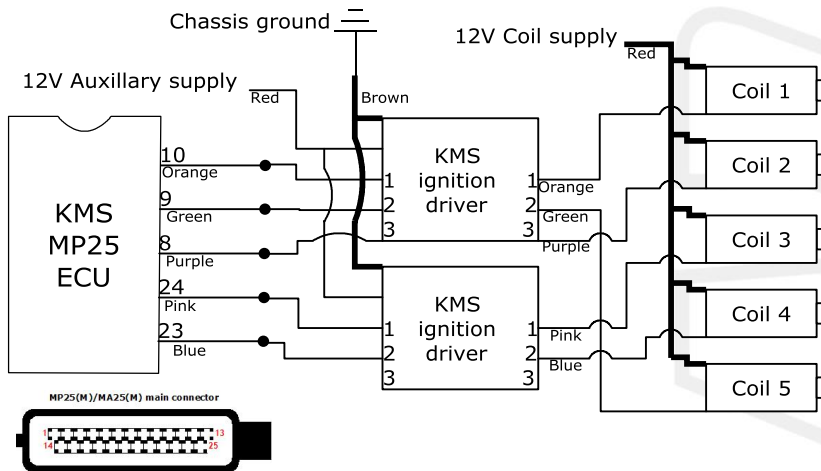 Chassis ground
12V Coil supply
Red
12V Auxillary supply
Red
Brown
Coil 1
KMS
MP25
ECU
10
Orange
9
Green
8
Purple
24
Pink
23
Blue
KMS
ignition
driver
1
2
3
1
2
3
Orange
Green
Purple
Coil 2
Coil 3
KMS
ignition
driver
1
2
3
1
2
3
Pink
Blue
Coil 4
Coil 5
MP25(M)/MA25(M) main connector
1
13
14
25